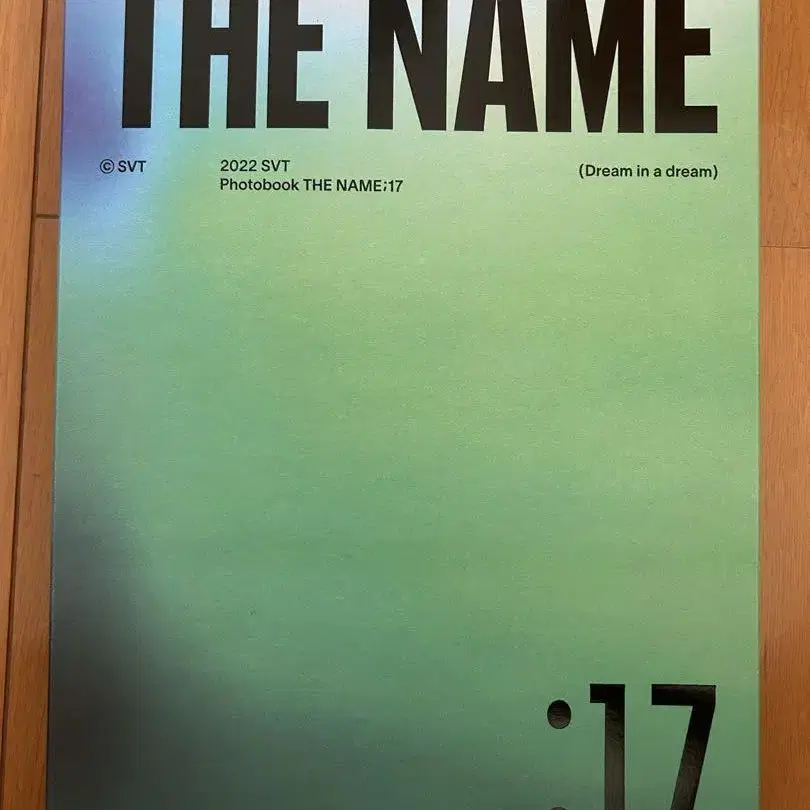 THE NAME
© SVT
2022 SVT
Photobook THE NAME;17
(Dream in a dream)
;17